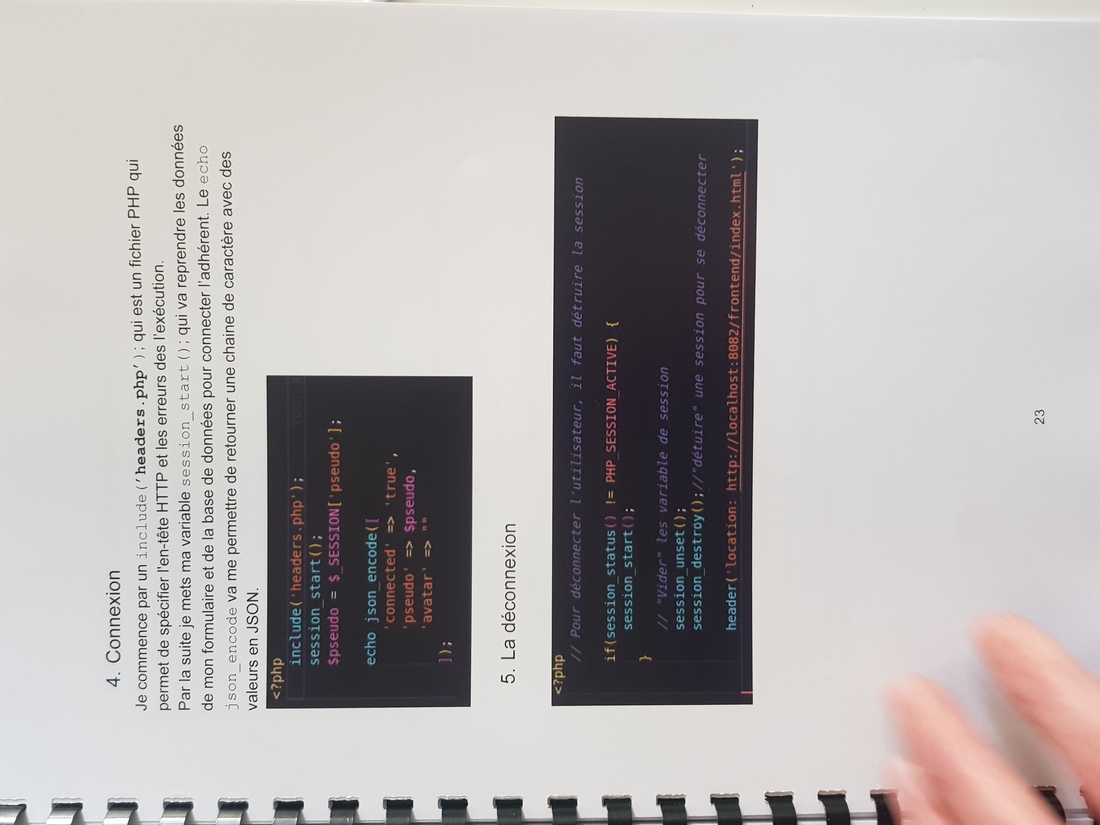 4. Connexion
Je commence par un include('headers.php'); qui est un fichier PHP qui
permet de spécifier l'en-tête HTTP et les erreurs des l'exécution.
Par la suite je mets ma variable session_start(); qui va reprendre les données
de mon formulaire et de la base de données pour connecter l'adhérent. Le echo
json_encode va me permettre de retourner une chaine de caractère avec des
valeurs en JSON.
<?php
include('headers.php');
session_start();
$pseudo = $_SESSION['pseudo'];
echo json_encode([
'connected' => 'true',
'pseudo' => $pseudo,
'avatar' => ""
]);
5. La déconnexion
<?php
// Pour déconnecter l'utilisateur, il faut détruire la session
if(session_status() != PHP_SESSION_ACTIVE) {
session_start();
}
// "Vider" les variable de session
session_unset();
session_destroy();//"détuire" une session pour se déconnecter
header('location: http://localhost:8082/frontend/index.html');
23